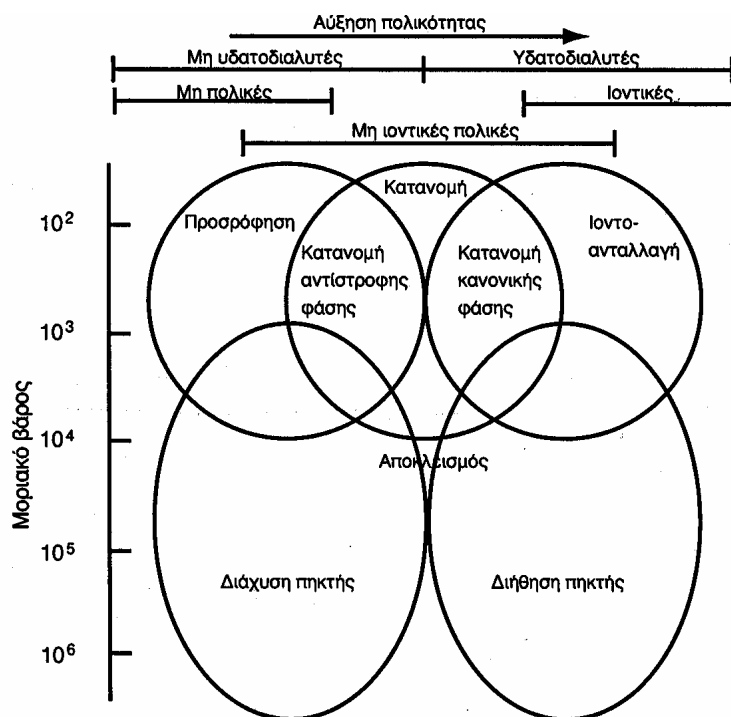 Αύξηση πολικότητας
Μη υδατοδιαλυτές Υδατοδιαλυτές
Μη πολικές Ιοντικές
Μη ιοντικές πολικές
Κατανομή
Προσρόφηση
Ιοντο-
ανταλλαγή
Κατανομή
αντίστροφης
φάσης
Κατανομή
κανονικής
φάσης
10²
10³
10⁴
10⁵
10⁶
Μοριακό βάρος
Αποκλεισμός
Διάχυση πηκτής
Διήθηση πηκτής